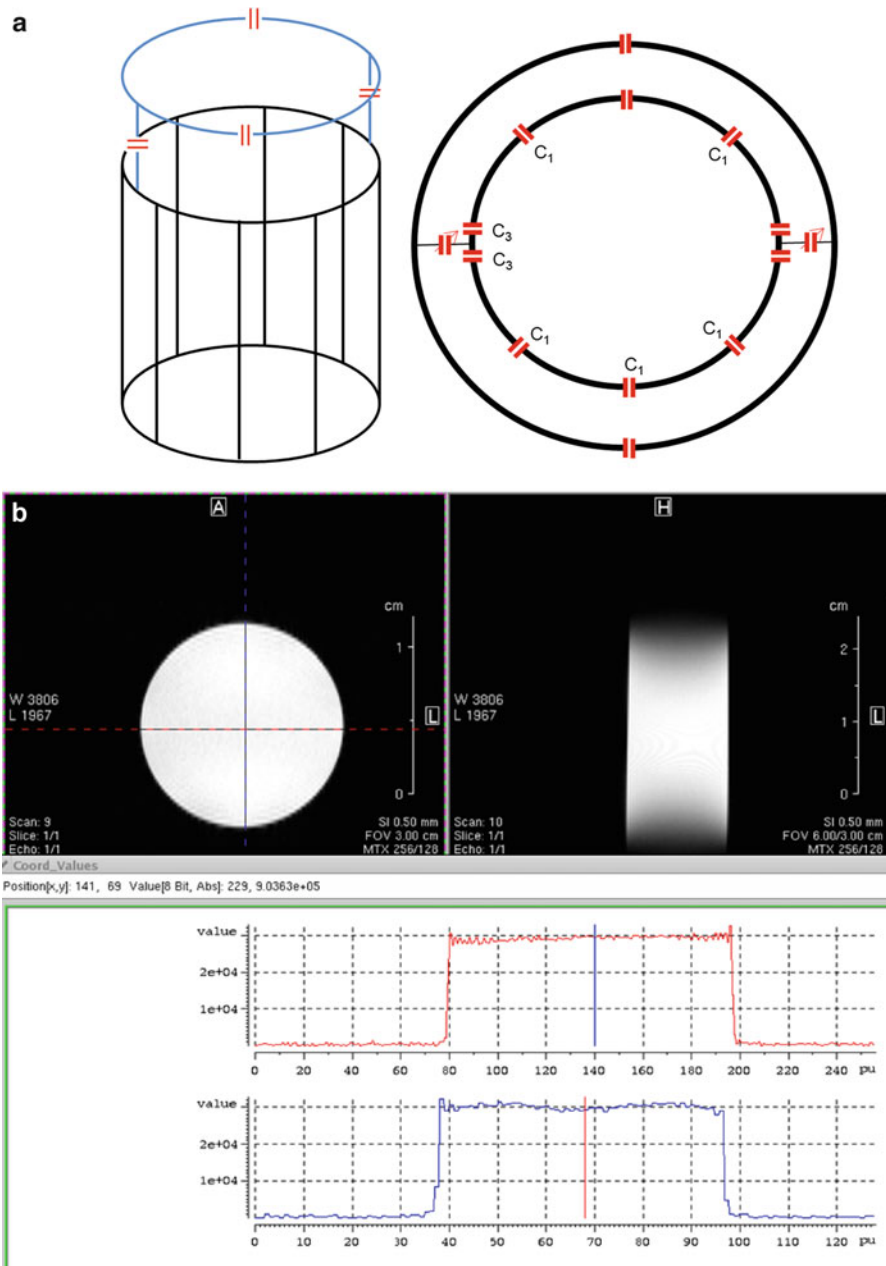 a
C1
C1
C3
C3
C1
C1
C1
b
A
cm
1
0
W 3806
L 1967
L
Scan: 9
Slice: 1/1
Echo: 1/1
SI 0.50 mm
FOV 3.00 cm
MTX 256/128
H
cm
2
1
0
W 3806
L 1967
L
Scan: 10
Slice: 1/1
Echo: 1/1
SI 0.50 mm
FOV 6.00/3.00 cm
MTX 256/128
Coord_Values
Position[x,y]: 141, 69 Value[8 Bit, Abs]: 229, 9.0363e+05
value
2e+04
1e+04
0 20 40 60 80 100 120 140 160 180 200 220 240 pu
value
2e+04
1e+04
0 10 20 30 40 50 60 70 80 90 100 110 120 pu